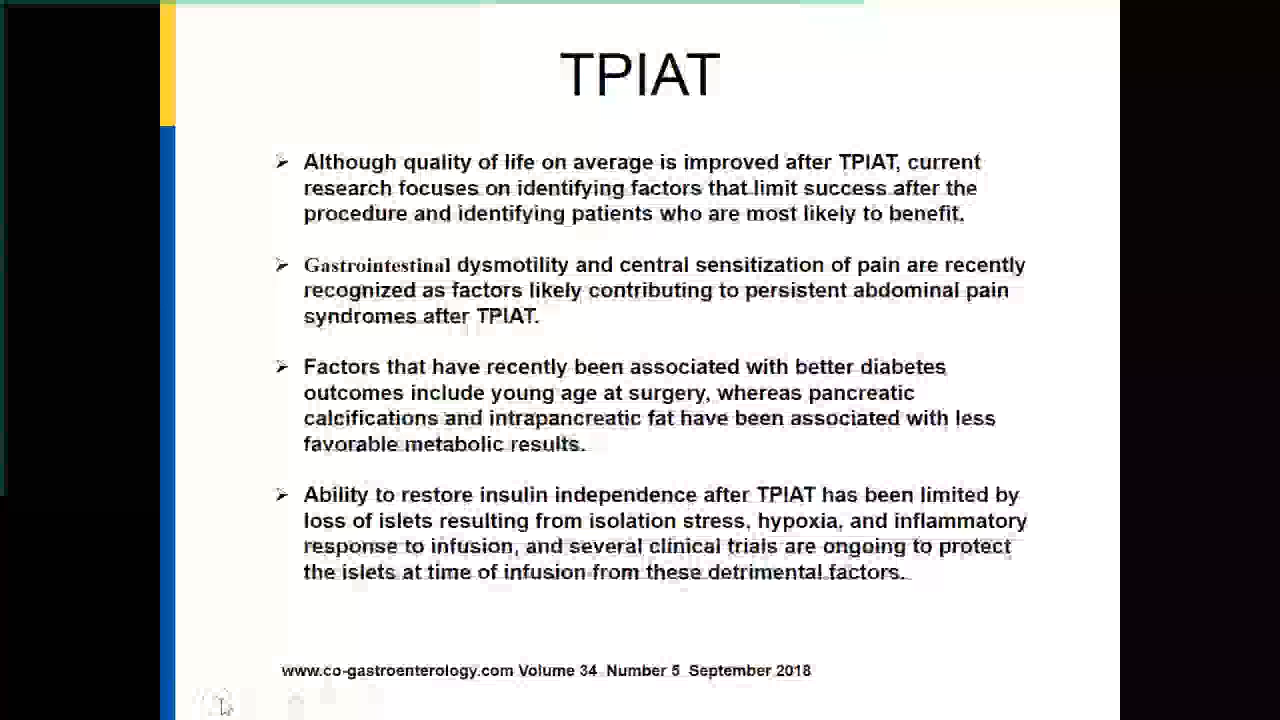 TPIAT
Although quality of life on average is improved after TPIAT, current
research focuses on identifying factors that limit success after the
procedure and identifying patients who are most likely to benefit.
Gastrointestinal dysmotility and central sensitization of pain are recently
recognized as factors likely contributing to persistent abdominal pain
syndromes after TPIAT.
Factors that have recently been associated with better diabetes
outcomes include young age at surgery, whereas pancreatic
calcifications and intrapancreatic fat have been associated with less
favorable metabolic results.
Ability to restore insulin independence after TPIAT has been limited by
loss of islets resulting from isolation stress, hypoxia, and inflammatory
response to infusion, and several clinical trials are ongoing to protect
the islets at time of infusion from these detrimental factors.
www.co-gastroenterology.com Volume 34 Number 5 September 2018